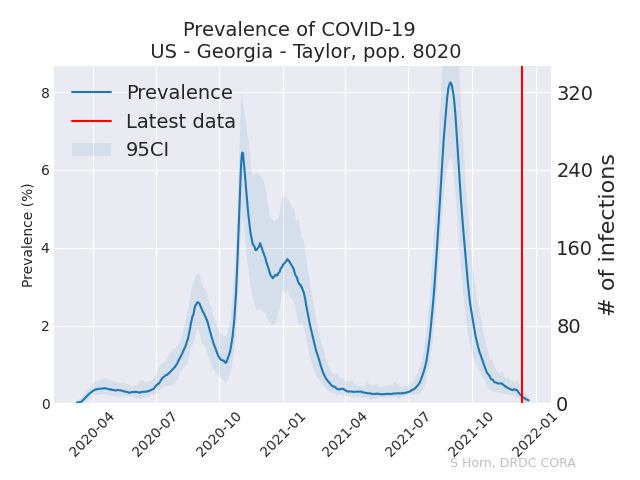 Prevalence of COVID-19
US - Georgia - Taylor, pop. 8020
Prevalence
Latest data
95CI
Prevalence (%)
8
6
4
2
0
# of infections
320
240
160
80
0
2020-04
2020-07
2020-10
2021-01
2021-04
2021-07
2021-10
2022-01
S Horn, DRDC CORA